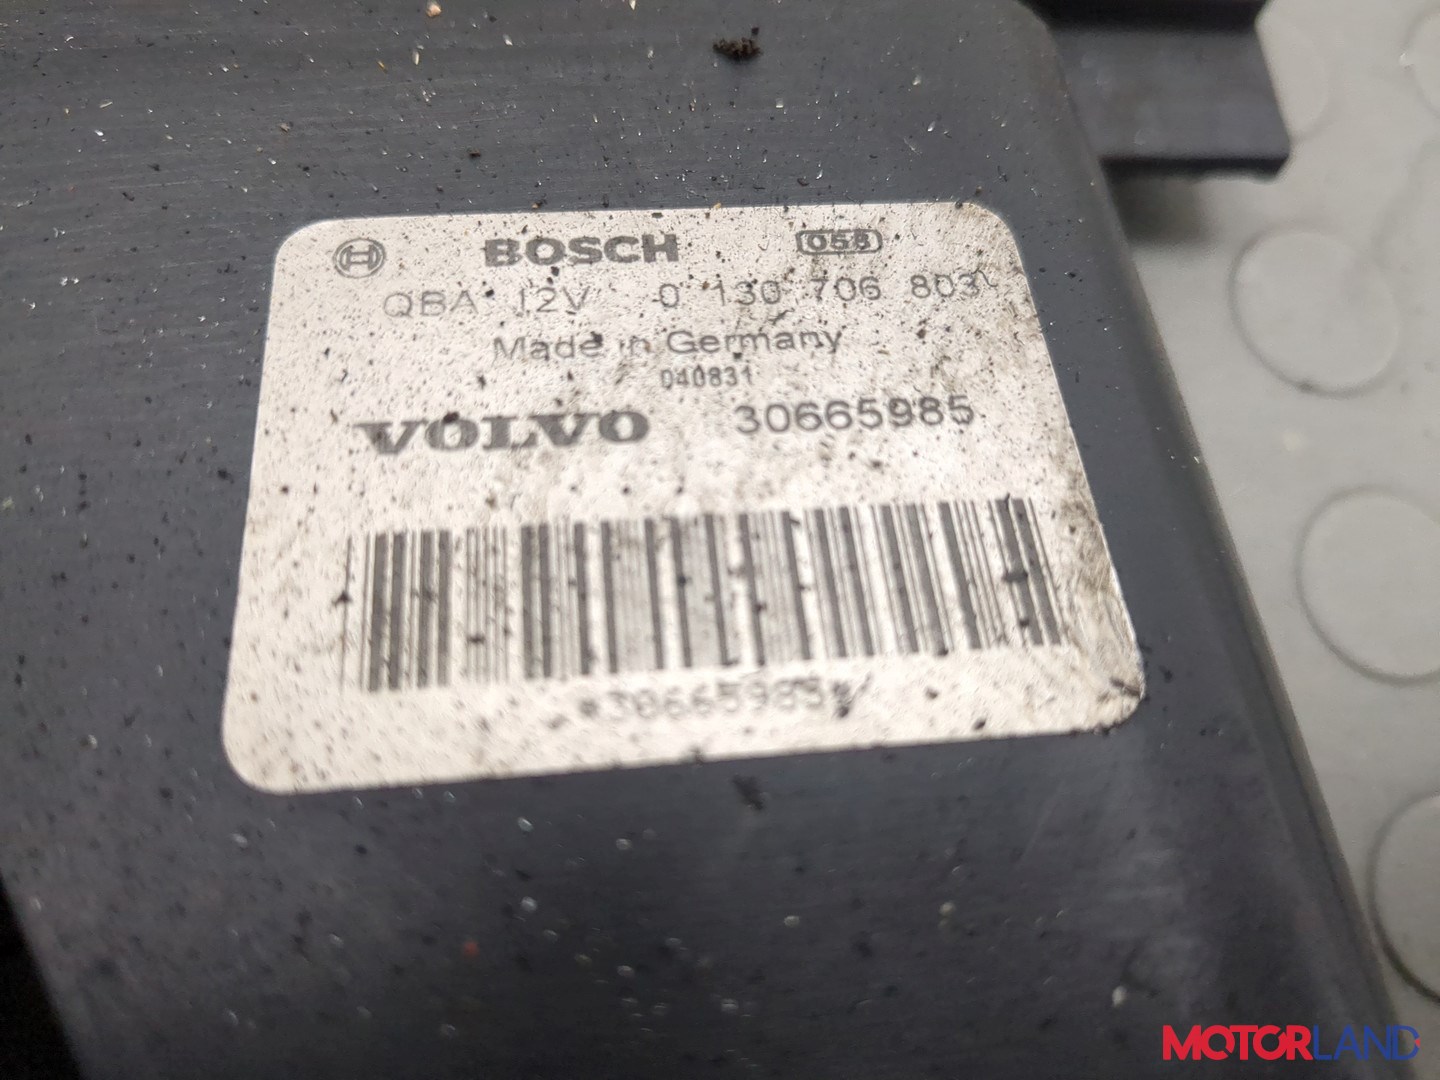 BOSCH 058
QBA 12V 0 130 706 803
Made in Germany
040831
VOLVO 30665985
*30665985*
MOTORLAND